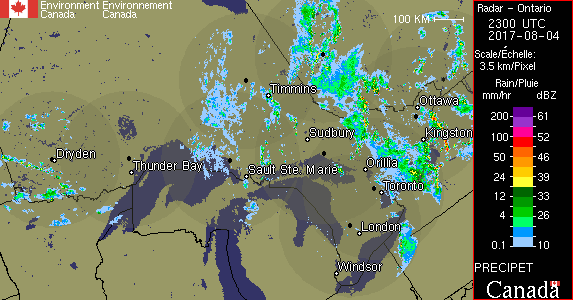 Environment Environnement
Canada Canada
100 KM
Timmins
Ottawa
Sudbury
Kingston
Dryden
Thunder Bay
Sault Ste. Marie
Orillia
Toronto
London
Windsor
Radar - Ontario
2300 UTC
2017-08-04
Scale/Échelle:
3.5 km/Pixel
Rain/Pluie
mm/hr dBZ
200 61
100 56
100 52
50 46
24 39
12 33
4 26
0.1 10
PRECIPET
Canada